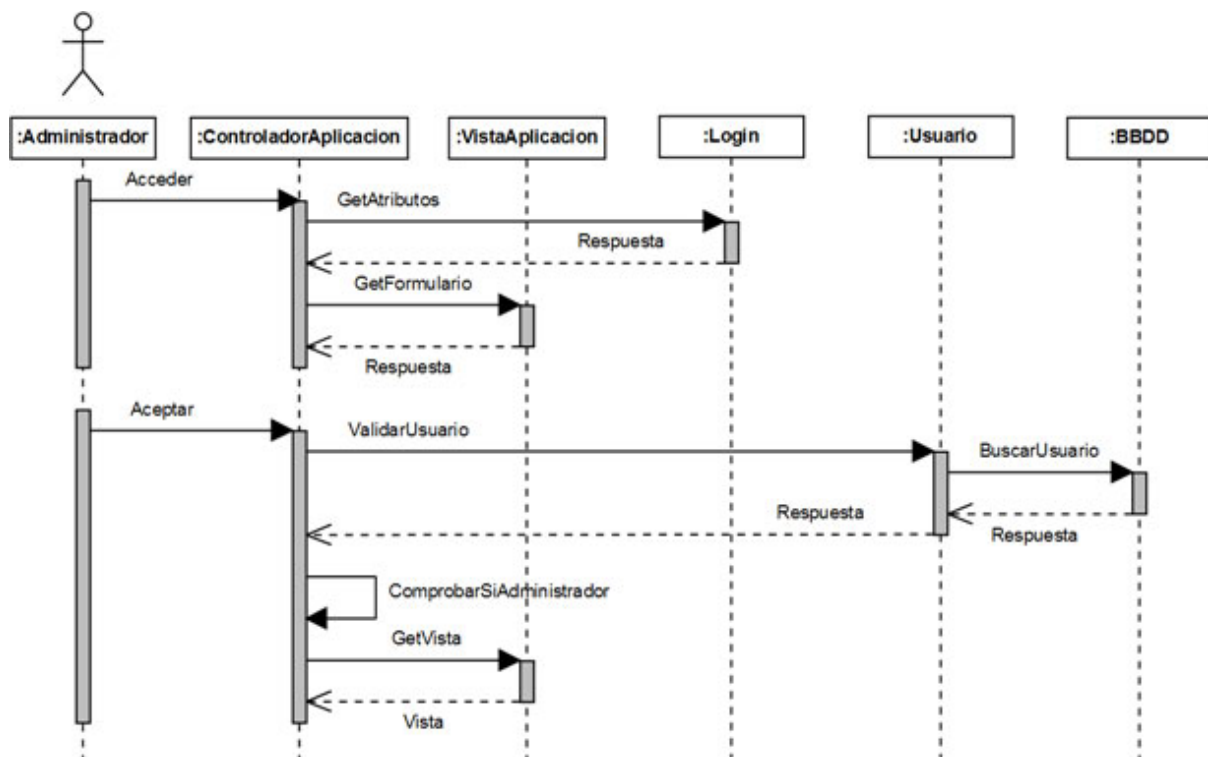 :Administrador
:ControladorAplicacion
:VistaAplicacion
:Login
:Usuario
:BBDD
Acceder
GetAtributos
Respuesta
GetFormulario
Respuesta
Aceptar
ValidarUsuario
BuscarUsuario
Respuesta
Respuesta
ComprobarSiAdministrador
GetVista
Vista